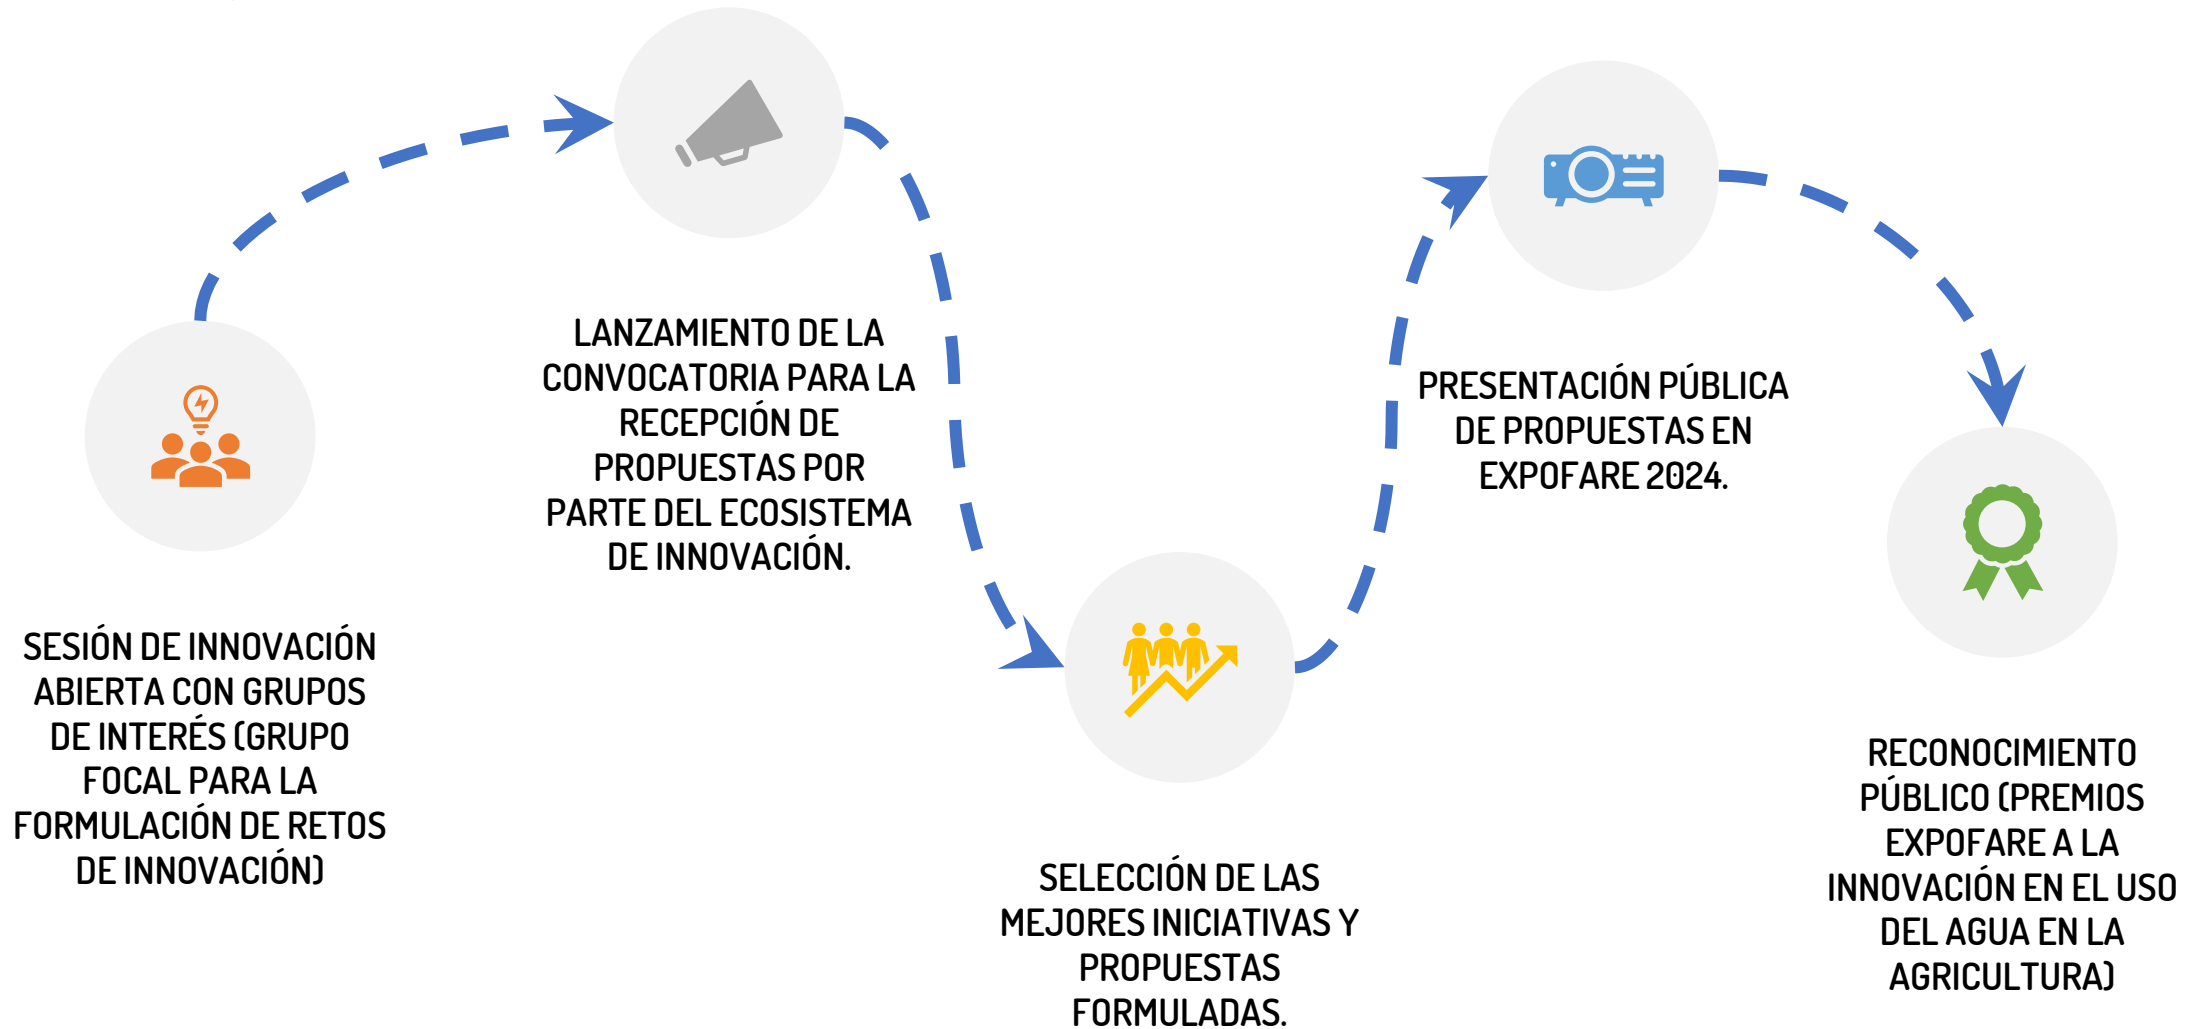 SESIÓN DE INNOVACIÓN
ABIERTA CON GRUPOS
DE INTERÉS (GRUPO
FOCAL PARA LA
FORMULACIÓN DE RETOS
DE INNOVACIÓN)
LANZAMIENTO DE LA
CONVOCATORIA PARA LA
RECEPCIÓN DE
PROPUESTAS POR
PARTE DEL ECOSISTEMA
DE INNOVACIÓN.
SELECCIÓN DE LAS
MEJORES INICIATIVAS Y
PROPUESTAS
FORMULADAS.
PRESENTACIÓN PÚBLICA
DE PROPUESTAS EN
EXPOFARE 2024.
RECONOCIMIENTO
PÚBLICO (PREMIOS
EXPOFARE A LA
INNOVACIÓN EN EL USO
DEL AGUA EN LA
AGRICULTURA)